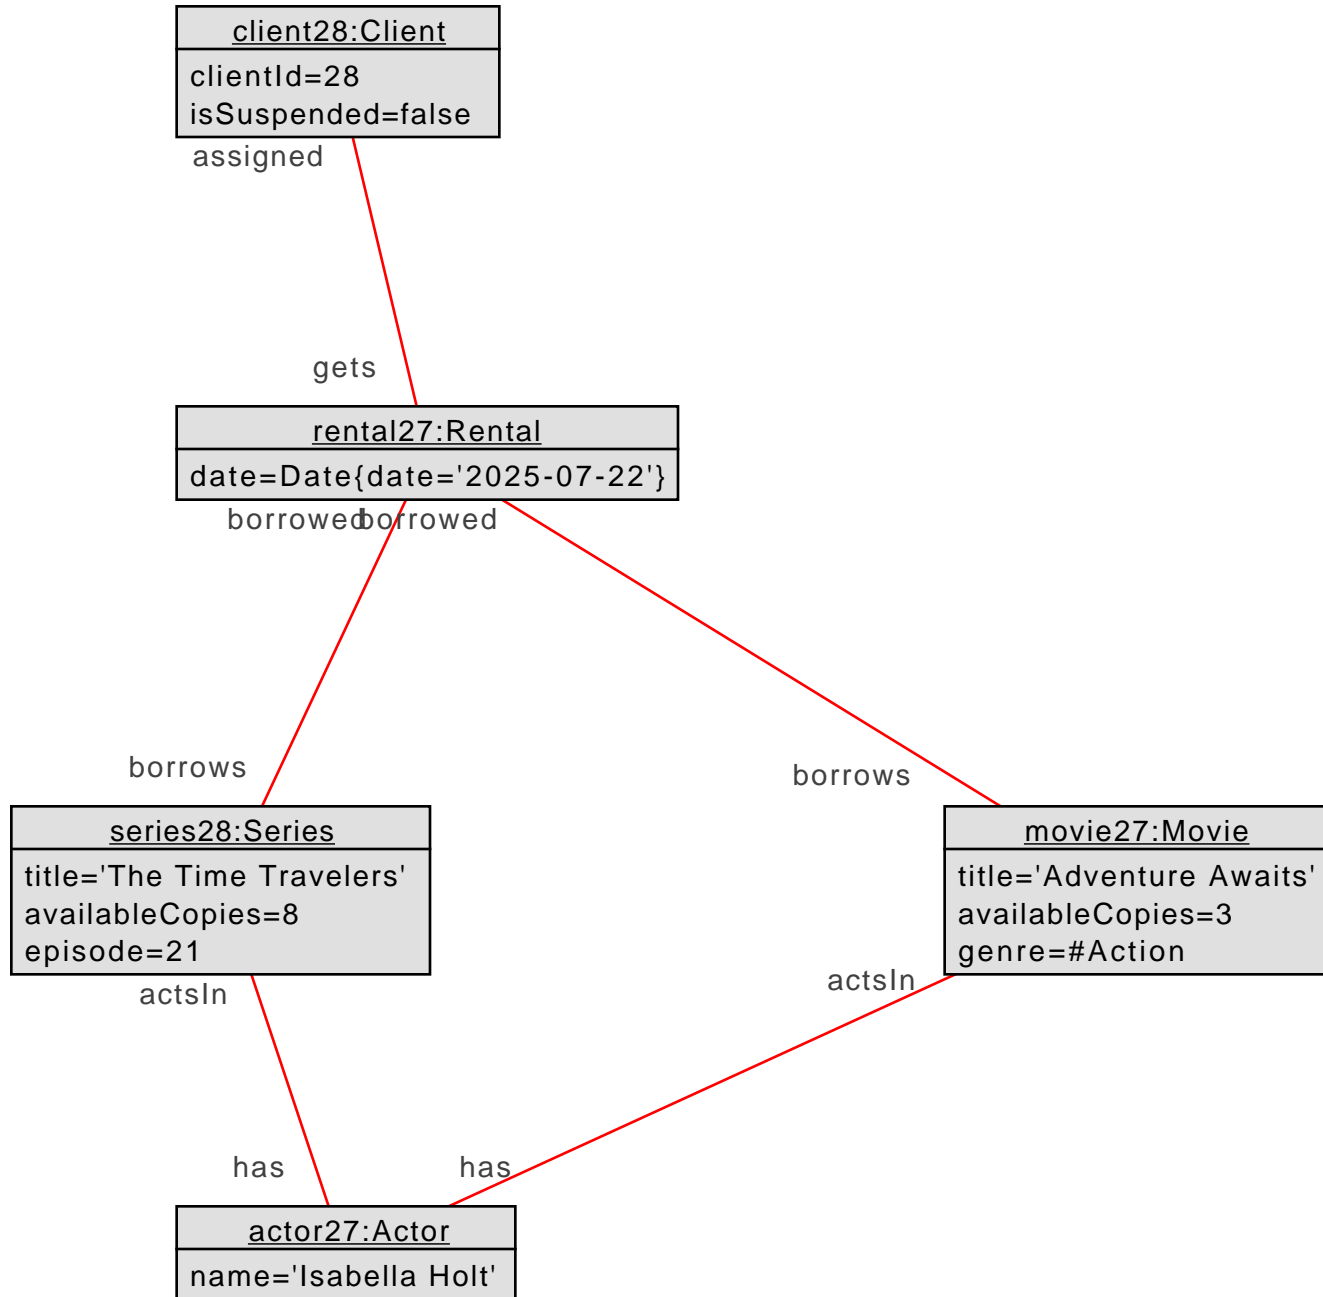 client28:Client
clientId=28
isSuspended=false
assigned
gets
rental27:Rental
date=Date{date='2025-07-22'}
borrowed
borrowed
borrows
borrows
series28:Series
title='The Time Travelers'
availableCopies=8
episode=21
movie27:Movie
title='Adventure Awaits'
availableCopies=3
genre=#Action
actsIn
actsIn
has
has
actor27:Actor
name='Isabella Holt'